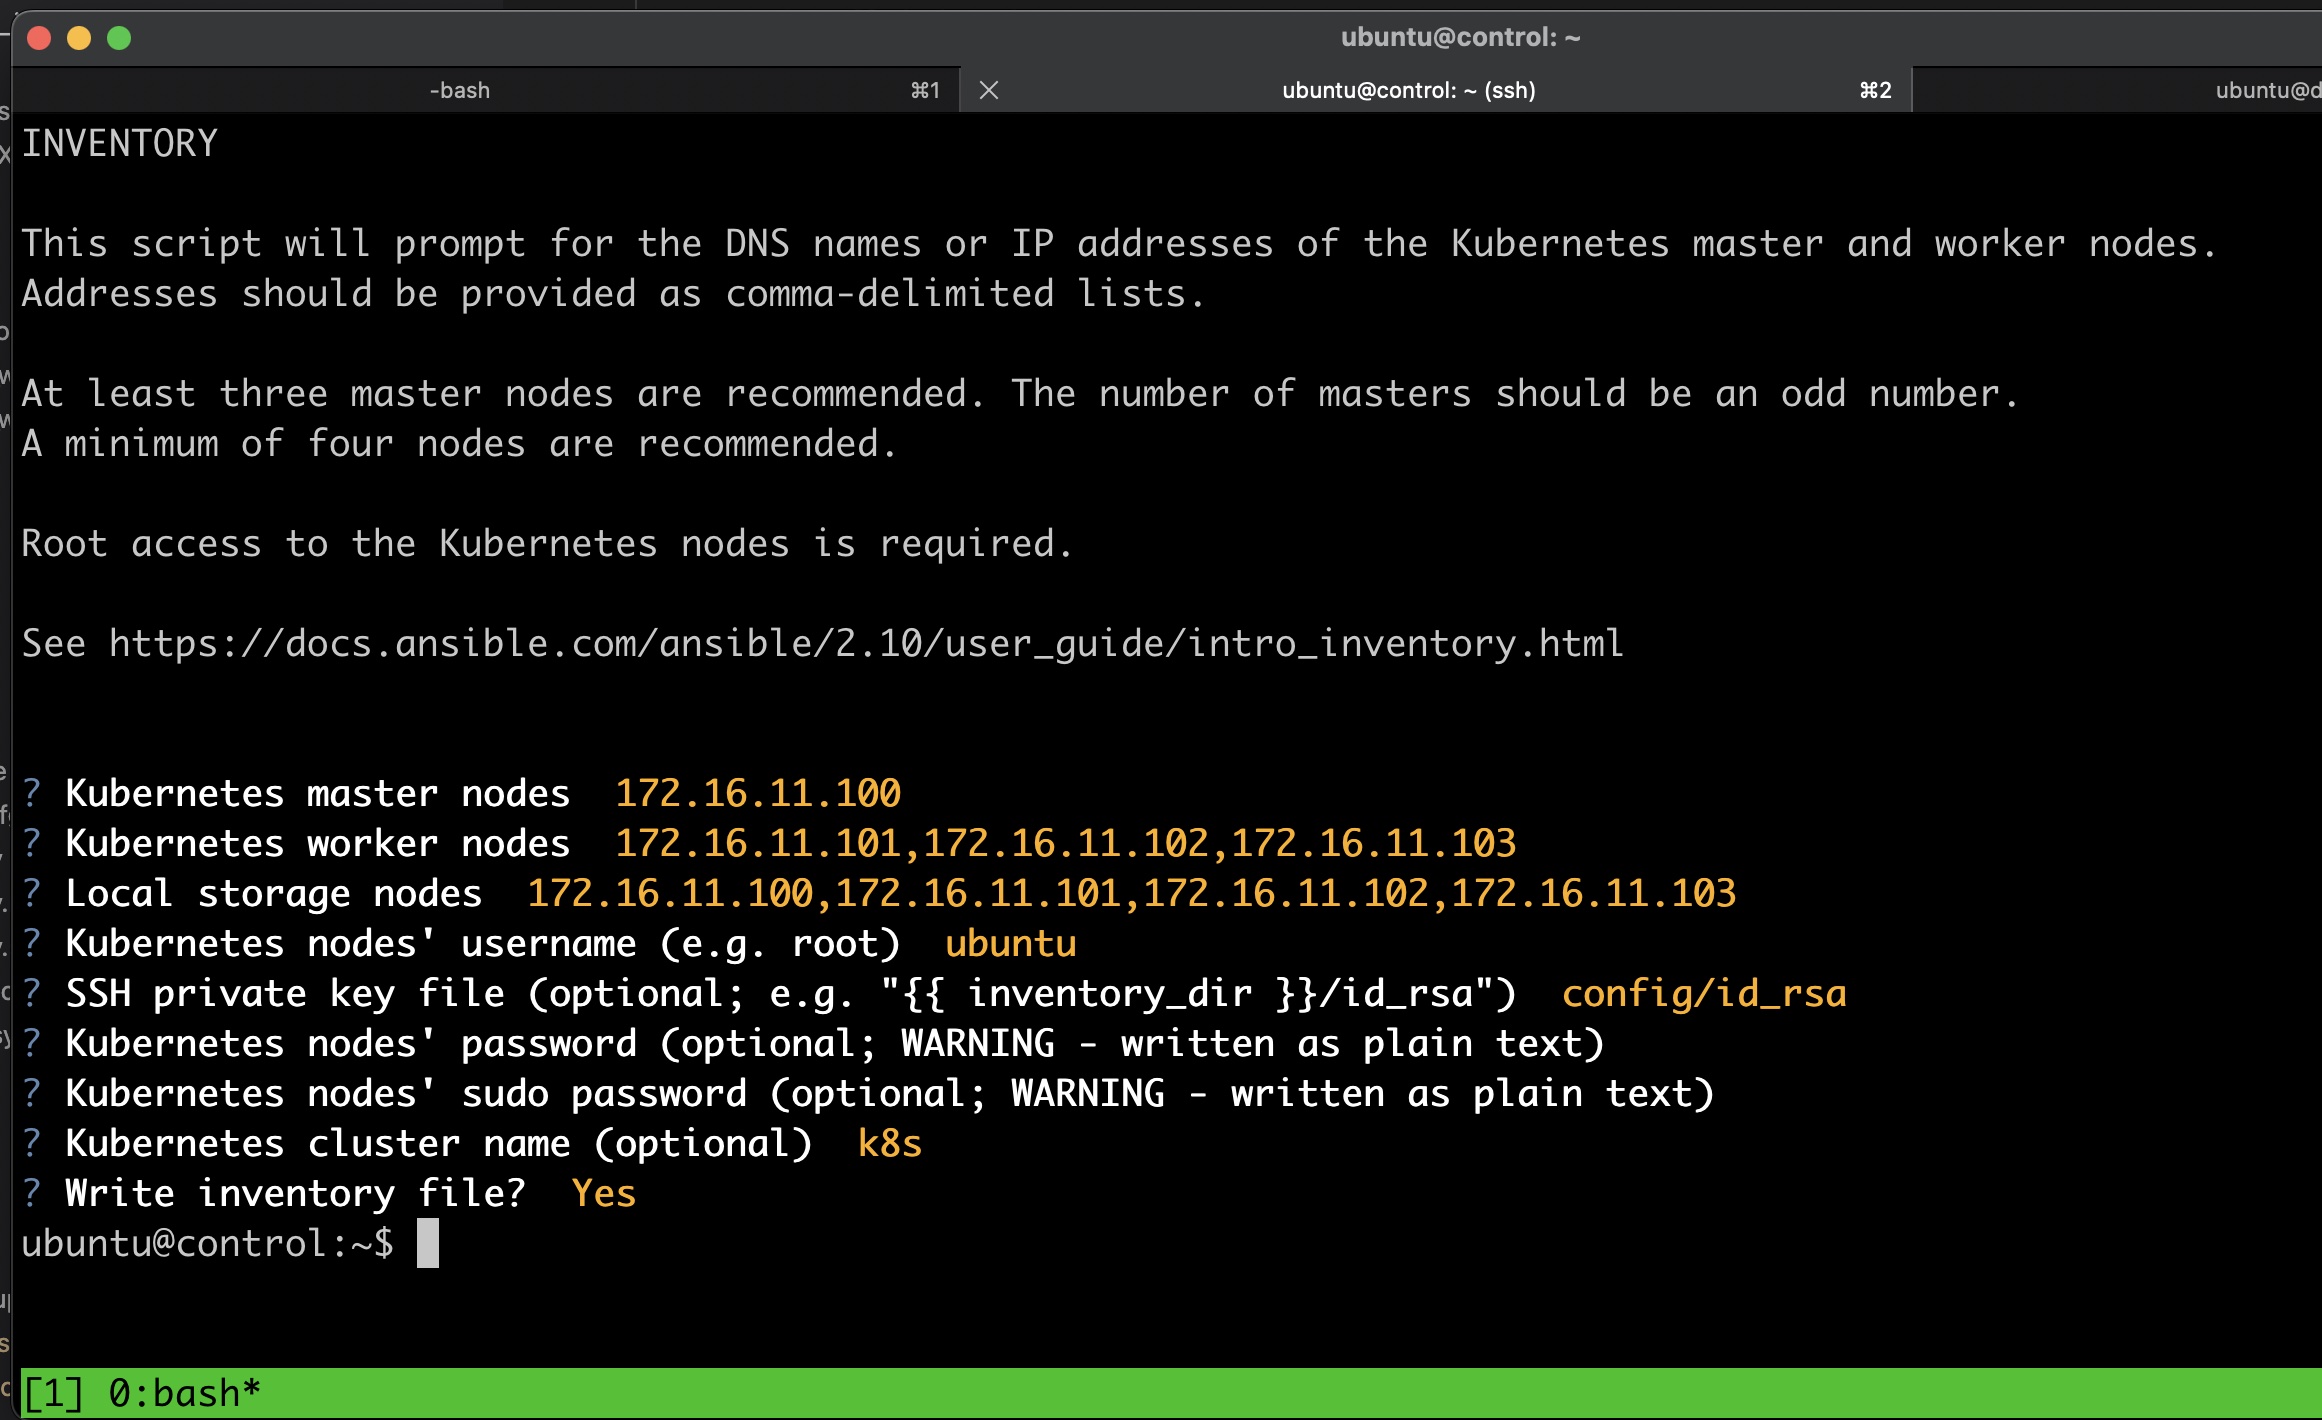 ubuntu@control: ~
-bash ⌘1 ubuntu@control: ~ (ssh) ⌘2
INVENTORY
This script will prompt for the DNS names or IP addresses of the Kubernetes master and worker nodes.
Addresses should be provided as comma-delimited lists.
At least three master nodes are recommended. The number of masters should be an odd number.
A minimum of four nodes are recommended.
Root access to the Kubernetes nodes is required.
See https://docs.ansible.com/ansible/2.10/user_guide/intro_inventory.html
? Kubernetes master nodes  172.16.11.100
? Kubernetes worker nodes  172.16.11.101,172.16.11.102,172.16.11.103
? Local storage nodes  172.16.11.100,172.16.11.101,172.16.11.102,172.16.11.103
? Kubernetes nodes' username (e.g. root)  ubuntu
? SSH private key file (optional; e.g. "{{ inventory_dir }}/id_rsa")  config/id_rsa
? Kubernetes nodes' password (optional; WARNING - written as plain text)
? Kubernetes nodes' sudo password (optional; WARNING - written as plain text)
? Kubernetes cluster name (optional)  k8s
? Write inventory file?  Yes
ubuntu@control:~$
[1] 0:bash*